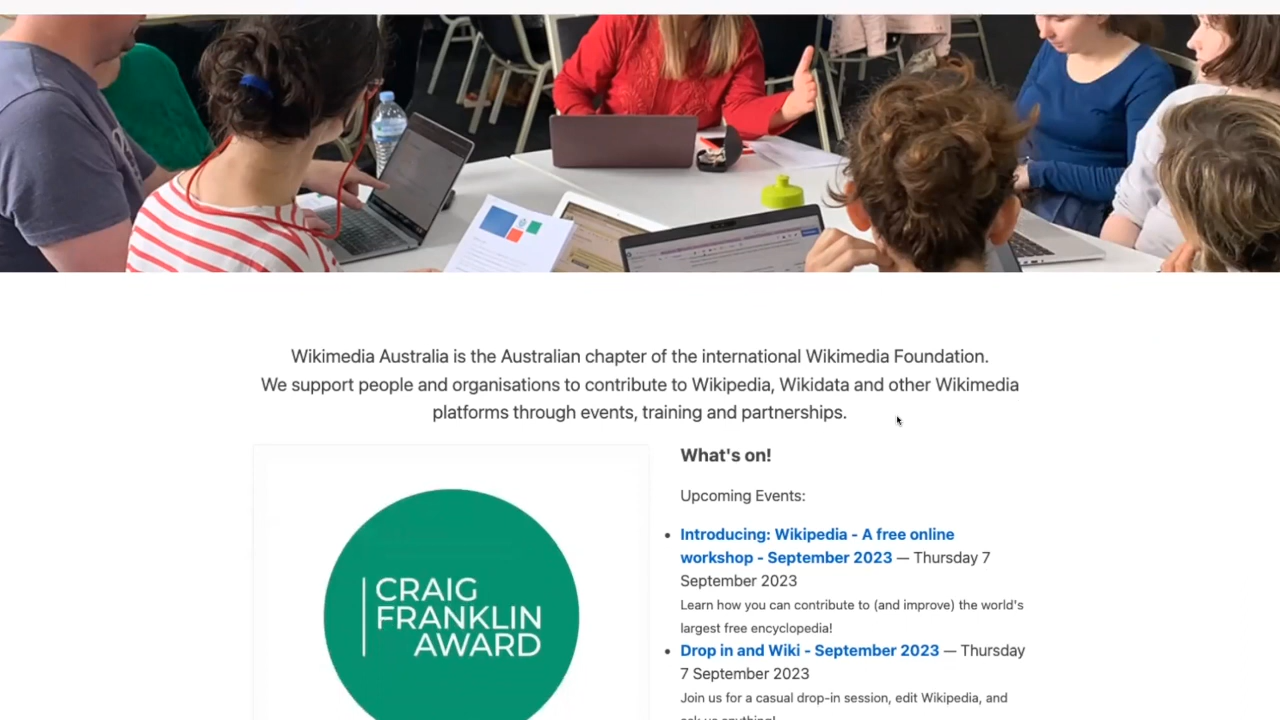 Wikimedia Australia is the Australian chapter of the international Wikimedia Foundation.
We support people and organisations to contribute to Wikipedia, Wikidata and other Wikimedia
platforms through events, training and partnerships.
CRAIG
FRANKLIN
AWARD
What's on!
Upcoming Events:
Introducing: Wikipedia - A free online
workshop - September 2023 — Thursday 7
September 2023
Learn how you can contribute to (and improve) the world's
largest free encyclopedia!
Drop in and Wiki - September 2023 — Thursday
7 September 2023
Join us for a casual drop-in session, edit Wikipedia, and
ask us anything!